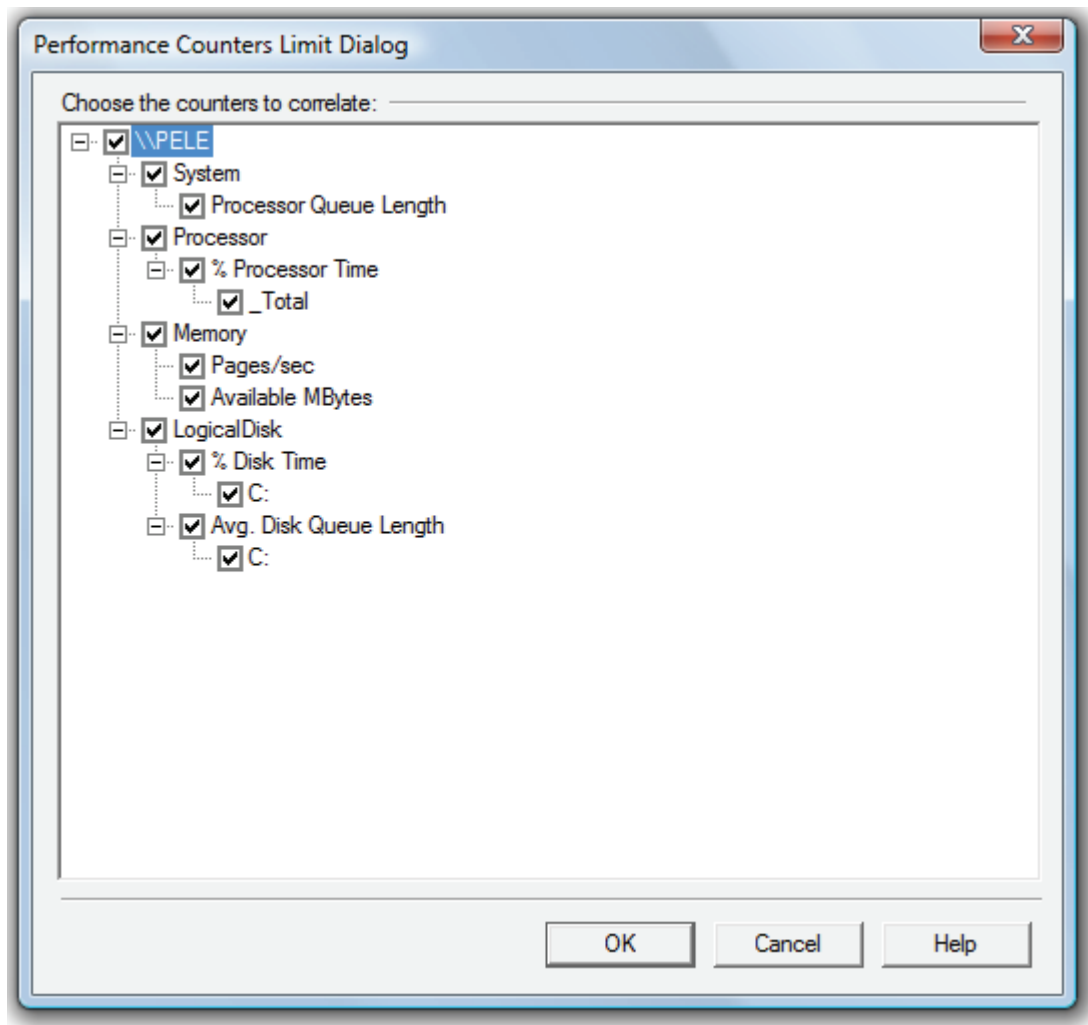 Performance Counters Limit Dialog
Choose the counters to correlate:
\\PELE
System
Processor Queue Length
Processor
% Processor Time
_Total
Memory
Pages/sec
Available MBytes
LogicalDisk
% Disk Time
C:
Avg. Disk Queue Length
C:
OK Cancel Help